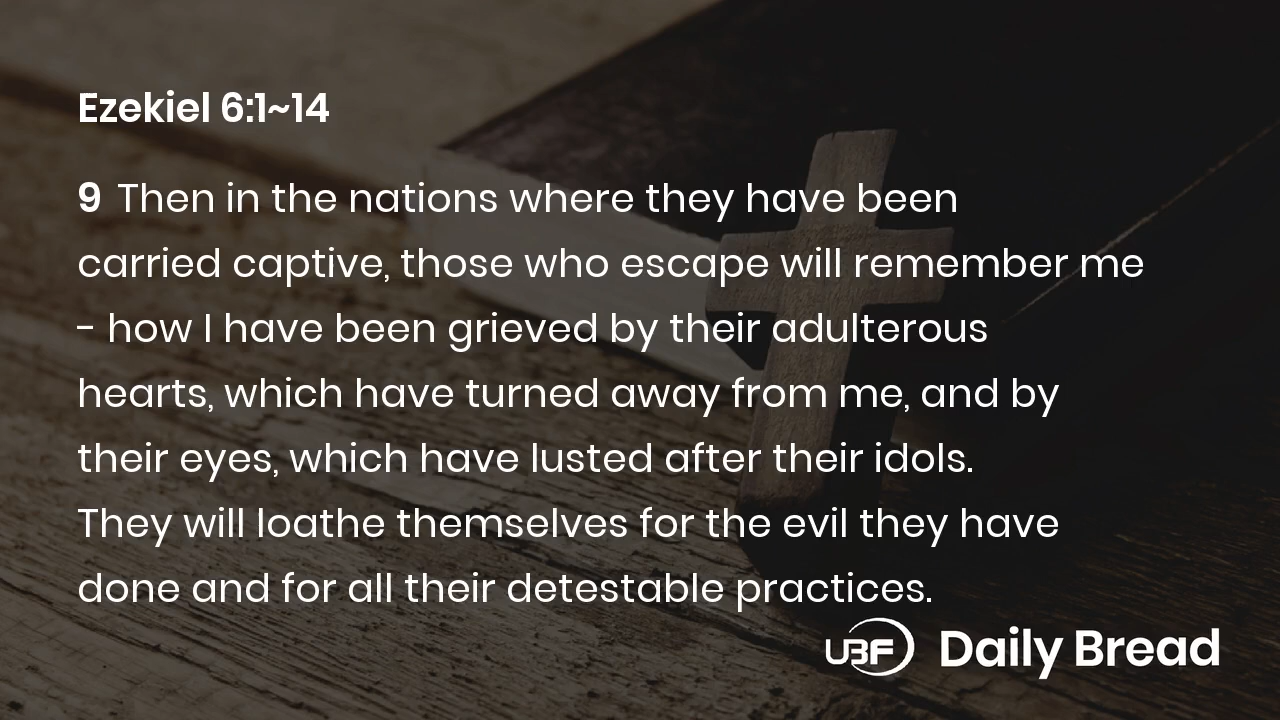 Ezekiel 6:1~14
9 Then in the nations where they have been
carried captive, those who escape will remember me
- how I have been grieved by their adulterous
hearts, which have turned away from me, and by
their eyes, which have lusted after their idols.
They will loathe themselves for the evil they have
done and for all their detestable practices.
UBF Daily Bread